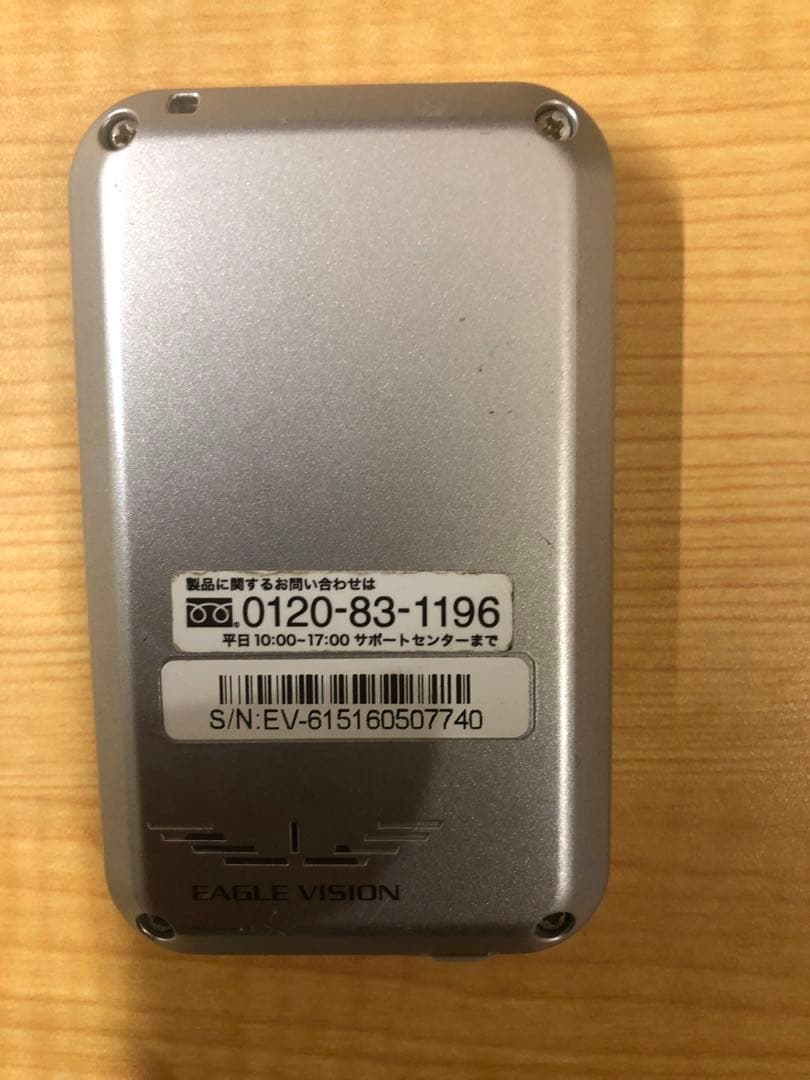 製品に関するお問い合わせは
0120-83-1196
平日 10:00~17:00 サポートセンターまで
S/N:EV-615160507740
EAGLE VISION